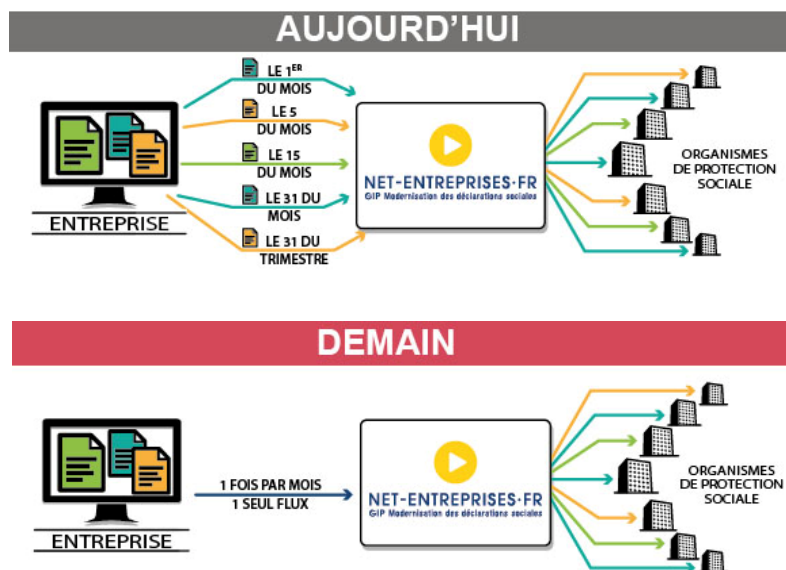 AUJOURD'HUI
LE 1ER
DU MOIS
LE 5
DU MOIS
LE 15
DU MOIS
LE 31 DU
MOIS
LE 31 DU
TRIMESTRE
ENTREPRISE
NET-ENTREPRISES·FR
GIP Modernisation des déclarations sociales
ORGANISMES
DE PROTECTION
SOCIALE
DEMAIN
ENTREPRISE
1 FOIS PAR MOIS
1 SEUL FLUX
NET-ENTREPRISES·FR
GIP Modernisation des déclarations sociales
ORGANISMES
DE PROTECTION
SOCIALE